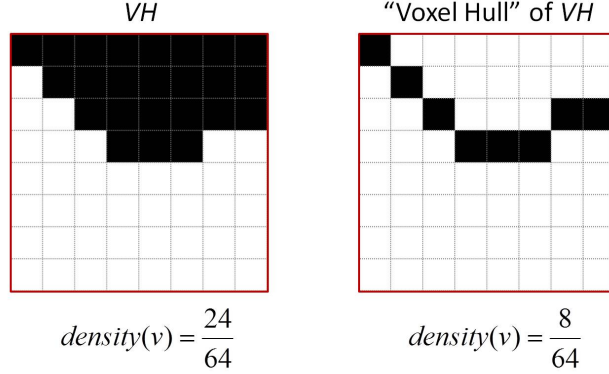 VH
"Voxel Hull" of VH
density(v) = 24/64
density(v) = 8/64